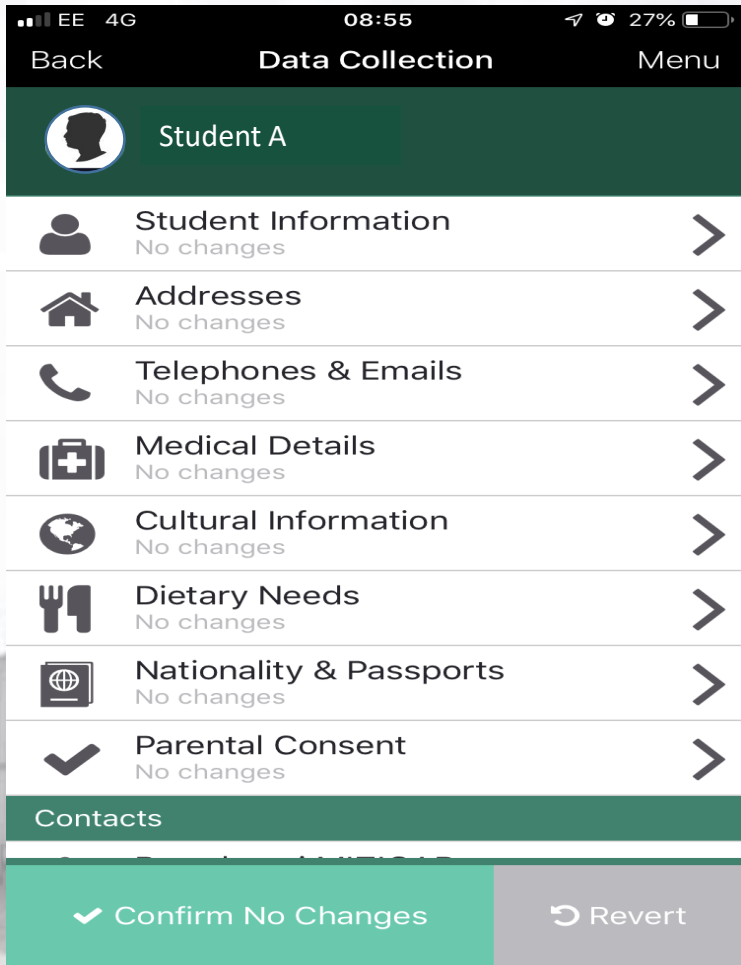 EE 4G 08:55 27%
Back Data Collection Menu
Student A
Student Information
No changes
Addresses
No changes
Telephones & Emails
No changes
Medical Details
No changes
Cultural Information
No changes
Dietary Needs
No changes
Nationality & Passports
No changes
Parental Consent
No changes
Contacts
Confirm No Changes Revert